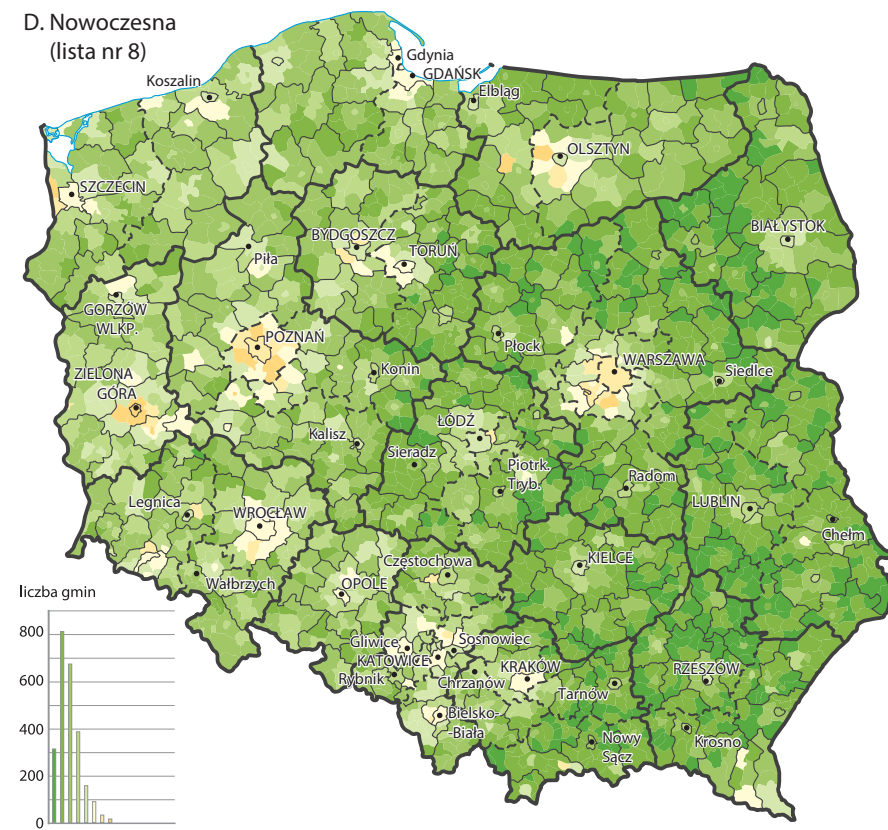 D. Nowoczesna
(lista nr 8)
Gdynia
GDAŃSK
Koszalin
Elbląg
OLSZTYN
SZCZECIN
BIAŁYSTOK
BYDGOSZCZ
TORUŃ
Piła
GORZÓW
WLKP.
POZNAŃ
Płock
WARSZAWA
Siedlce
Konin
ZIELONA
GÓRA
ŁÓDŹ
Kalisz
Sieradz
Piotrk.
Tryb.
Radom
LUBLIN
Legnica
WROCŁAW
Chełm
KIELCE
Częstochowa
Wałbrzych
OPOLE
liczba gmin
800
600
400
200
0
Gliwice
Sosnowiec
KATOWICE
Rybnik
Chrzanów
KRAKÓW
Tarnów
RZESZÓW
Bielsko-
-Biała
Nowy
Sącz
Krosno